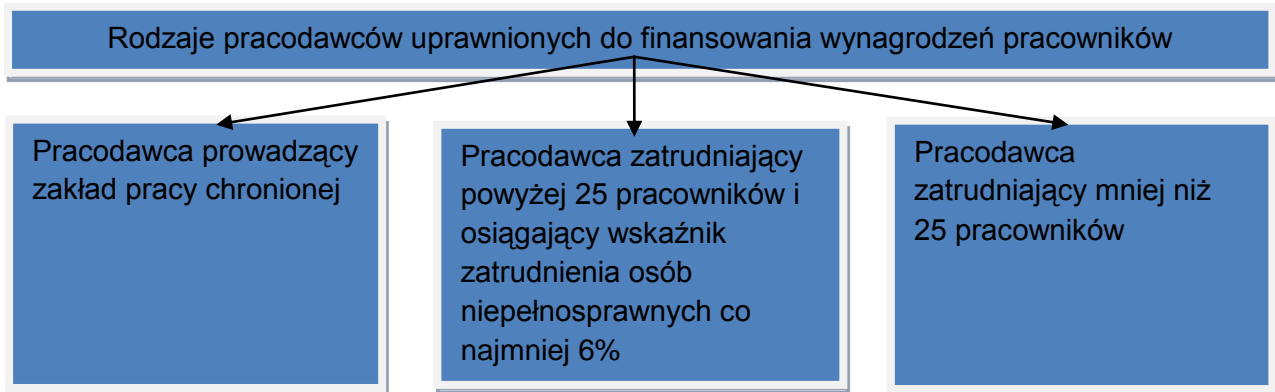 Rodzaje pracodawców uprawnionych do finansowania wynagrodzeń pracowników
Pracodawca prowadzący
zakład pracy chronionej
Pracodawca zatrudniający
powyżej 25 pracowników i
osiągający wskaźnik
zatrudnienia osób
niepełnosprawnych co
najmniej 6%
Pracodawca
zatrudniający mniej niż
25 pracowników